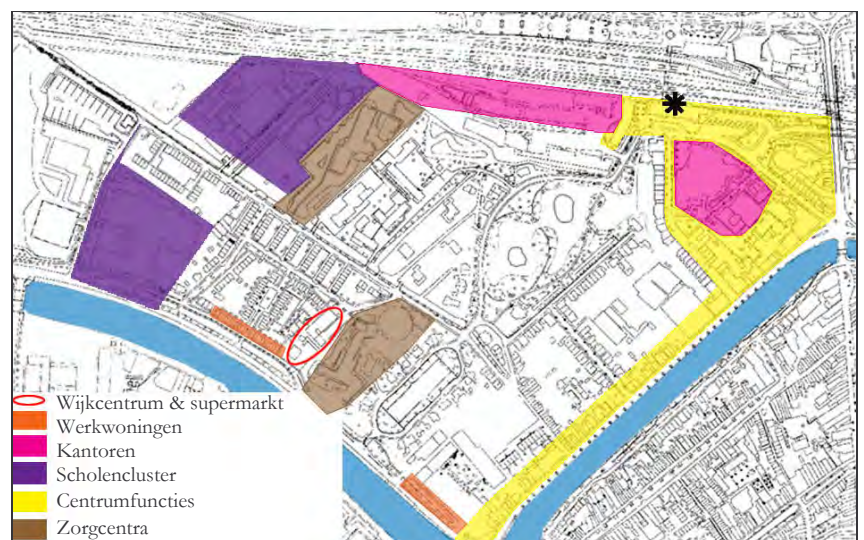 Wijkcentrum & supermarkt
Werkwoningen
Kantoren
Scholencluster
Centrumfuncties
Zorgcentra